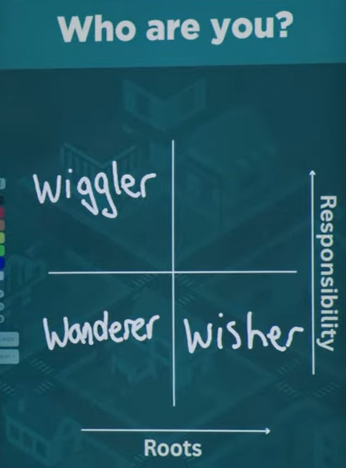 Who are you?
Wiggler
Wanderer
Wisher
Responsibility
Roots